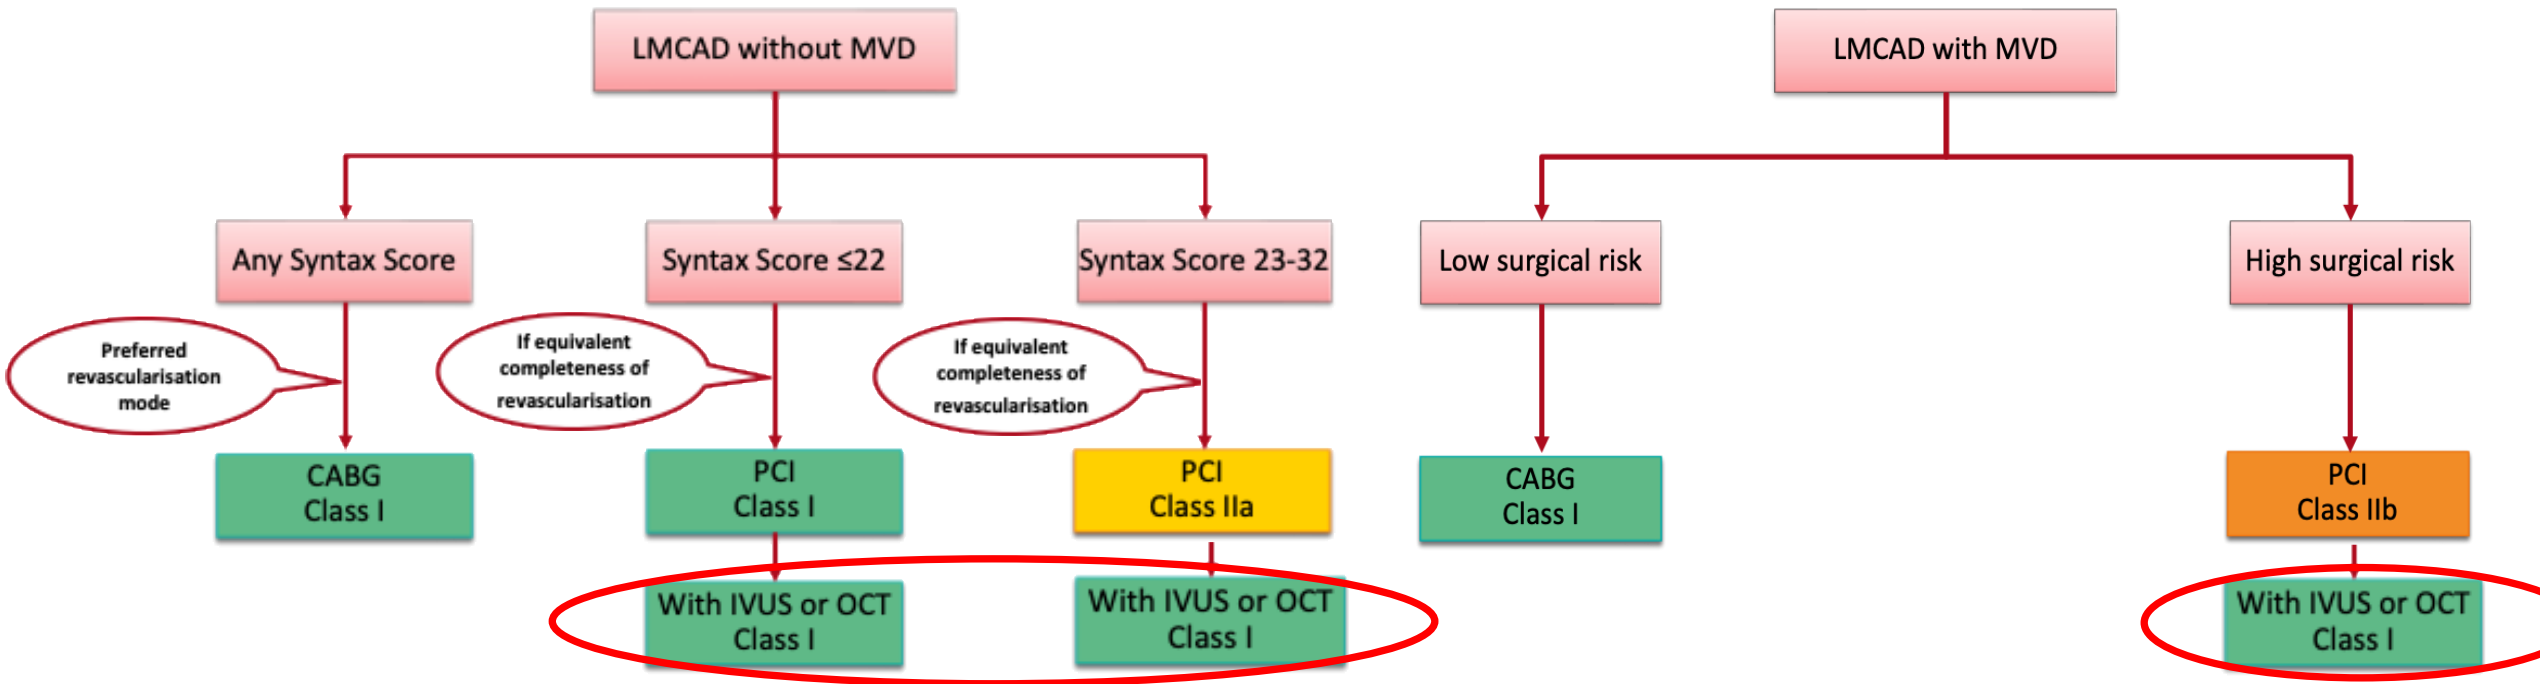 LMCAD without MVD
LMCAD with MVD
Any Syntax Score
Syntax Score ≤22
Syntax Score 23-32
Low surgical risk
High surgical risk
Preferred
revascularisation
mode
If equivalent
completeness of
revascularisation
If equivalent
completeness of
revascularisation
CABG
Class I
PCI
Class I
PCI
Class IIa
CABG
Class I
PCI
Class IIb
With IVUS or OCT
Class I
With IVUS or OCT
Class I
With IVUS or OCT
Class I